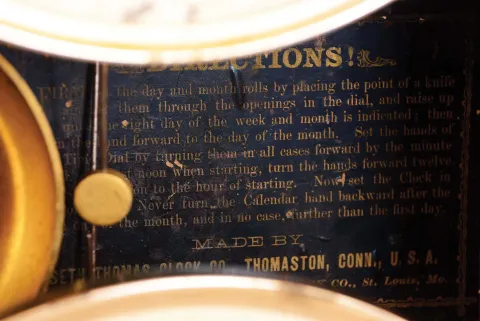 DIRECTIONS!
the day and month rolls by placing the point of a knife
them through the openings in the dial, and raise up
right day of the week and month is indicated; then
and forward to the day of the month. Set the hands of
by turning them in all cases forward by the minute
noon when starting, turn the hands forward twelve
to the hour of starting. Now set the Clock in
Never turn the Calendar hand backward after the
of the month, and in no case, further than the first day.
MADE BY
SETH THOMAS CLOCK CO., THOMASTON, CONN., U. S. A.
CO., St. Louis, Mo.